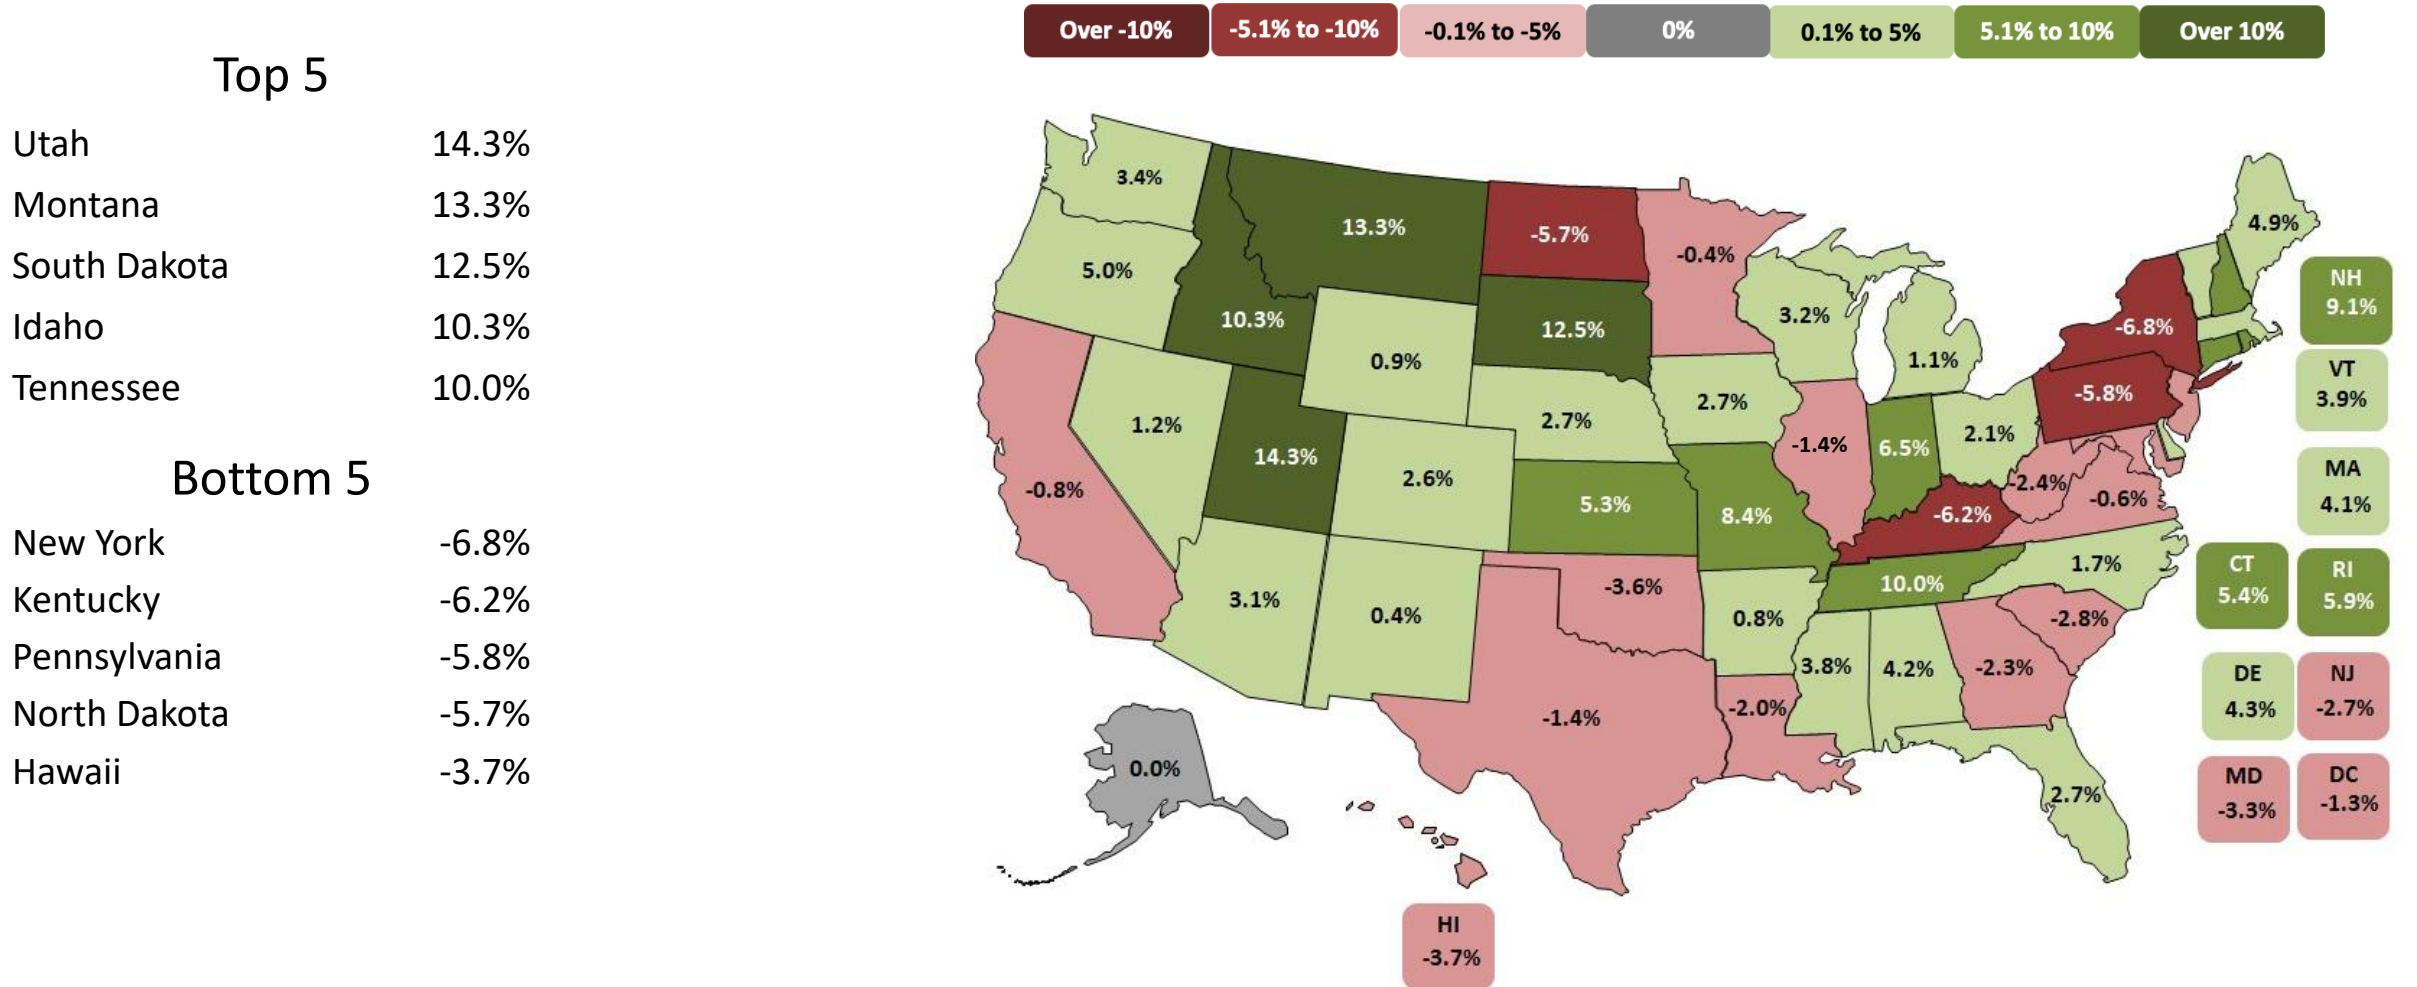 Over -10%
-5.1% to -10%
-0.1% to -5%
0%
0.1% to 5%
5.1% to 10%
Over 10%
Top 5
Utah 14.3%
Montana 13.3%
South Dakota 12.5%
Idaho 10.3%
Tennessee 10.0%
Bottom 5
New York -6.8%
Kentucky -6.2%
Pennsylvania -5.8%
North Dakota -5.7%
Hawaii -3.7%
3.4%
5.0%
-0.8%
1.2%
10.3%
13.3%
0.9%
14.3%
2.6%
3.1%
0.4%
-5.7%
12.5%
2.7%
5.3%
-3.6%
-1.4%
-0.4%
2.7%
8.4%
0.8%
-2.0%
3.2%
-1.4%
1.1%
6.5%
2.1%
-6.2%
10.0%
3.8%
4.2%
-2.3%
2.7%
-2.8%
1.7%
-0.6%
-2.4%
-5.8%
-6.8%
4.9%
0.0%
NH
9.1%
VT
3.9%
MA
4.1%
CT
5.4%
RI
5.9%
DE
4.3%
NJ
-2.7%
MD
-3.3%
DC
-1.3%
HI
-3.7%